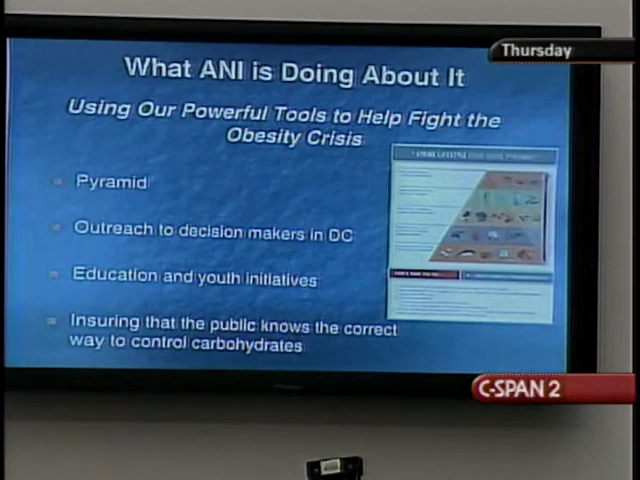 Thursday
What ANI is Doing About It
Using Our Powerful Tools to Help Fight the
Obesity Crisis
Pyramid
Outreach to decision makers in DC
Education and youth initiatives
Insuring that the public knows the correct
way to control carbohydrates
C-SPAN 2